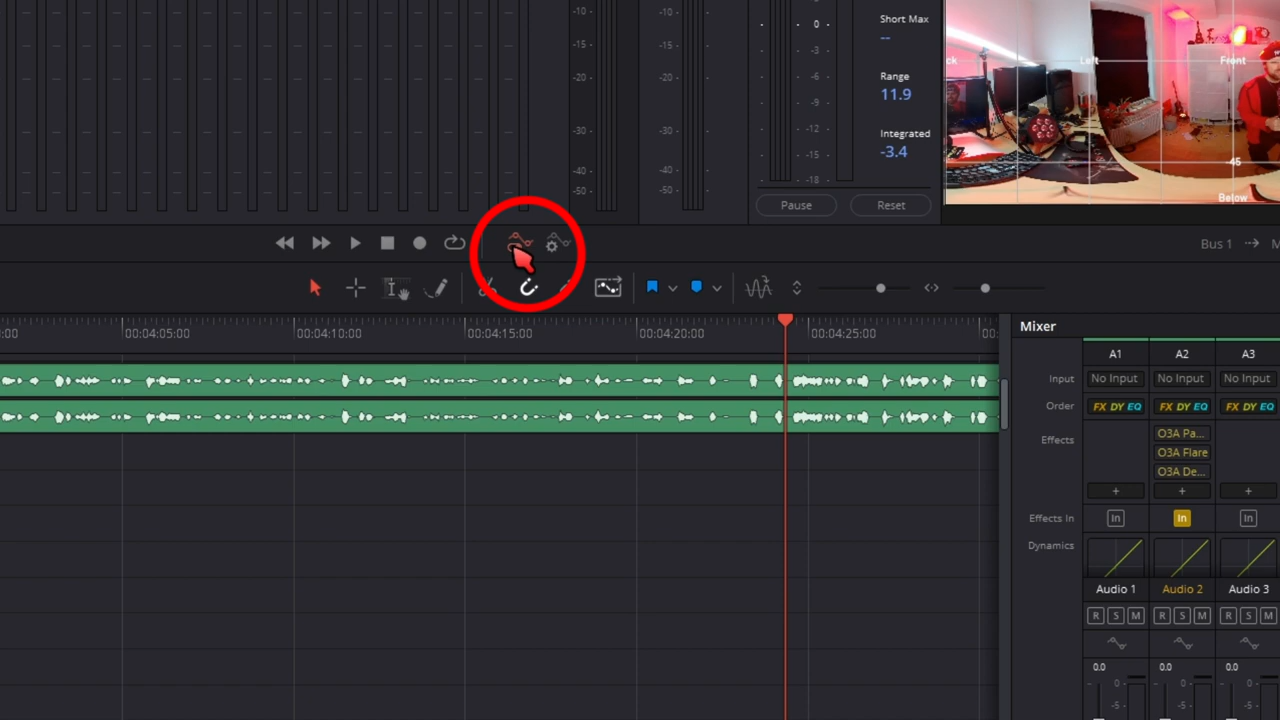 -10 -
-10 -
-15 -
-15 -
-20 -
-20 -
-30 -
-30 -
-40 -
-40 -
-50 -
-50 -
0
-3
-6
-9
-12
-15
-18
Short Max
--
Range
11.9
Integrated
-3.4
Pause
Reset
ck
Left
Front
-45
Below
Bus 1
M
:00
00:04:05:00
00:04:10:00
00:04:15:00
00:04:20:00
00:04:25:00
00:
Mixer
A1 A2 A3
Input No Input No Input No Input
Order FX DY EQ FX DY EQ FX DY EQ
Effects O3A Pa...
O3A Flare
O3A De...
+ + +
Effects In In In In
Dynamics
Audio 1 Audio 2 Audio 3
R S M R S M R S M
0.0 0.0 0.0
0- 0- 0-
-5- -5- -5-